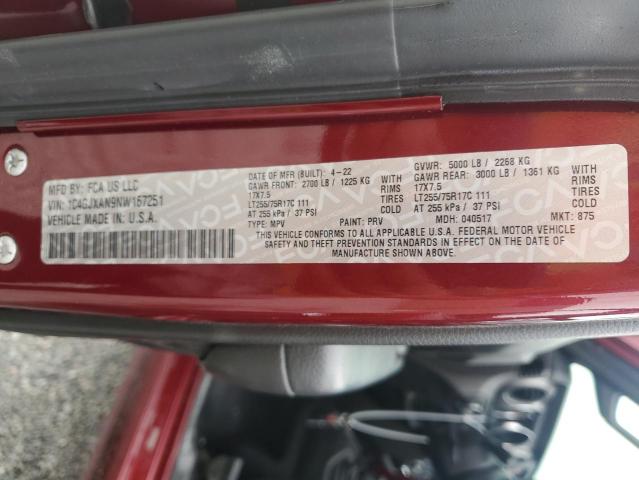 MFD BY: FCA US LLC
VIN: 1C4GJXAN9NW157251
VEHICLE MADE IN U.S.A.
DATE OF MFR (BUILT): 4-22
GAWR FRONT: 2700 LB / 1225 KG
17X7.5 RIMS WITH
LT255/75R17C 111 TIRES
AT 255 kPa / 37 PSI COLD
TYPE: MPV PAINT: PRV
GVWR: 5000 LB / 2268 KG
GAWR REAR: 3000 LB / 1361 KG
17X7.5 RIMS WITH
LT255/75R17C 111 TIRES
AT 255 kPa / 37 PSI COLD
MDH: 040517 MKT: 875
THIS VEHICLE CONFORMS TO ALL APPLICABLE U.S.A. FEDERAL MOTOR VEHICLE
SAFETY AND THEFT PREVENTION STANDARDS IN EFFECT ON THE DATE OF
MANUFACTURE SHOWN ABOVE.